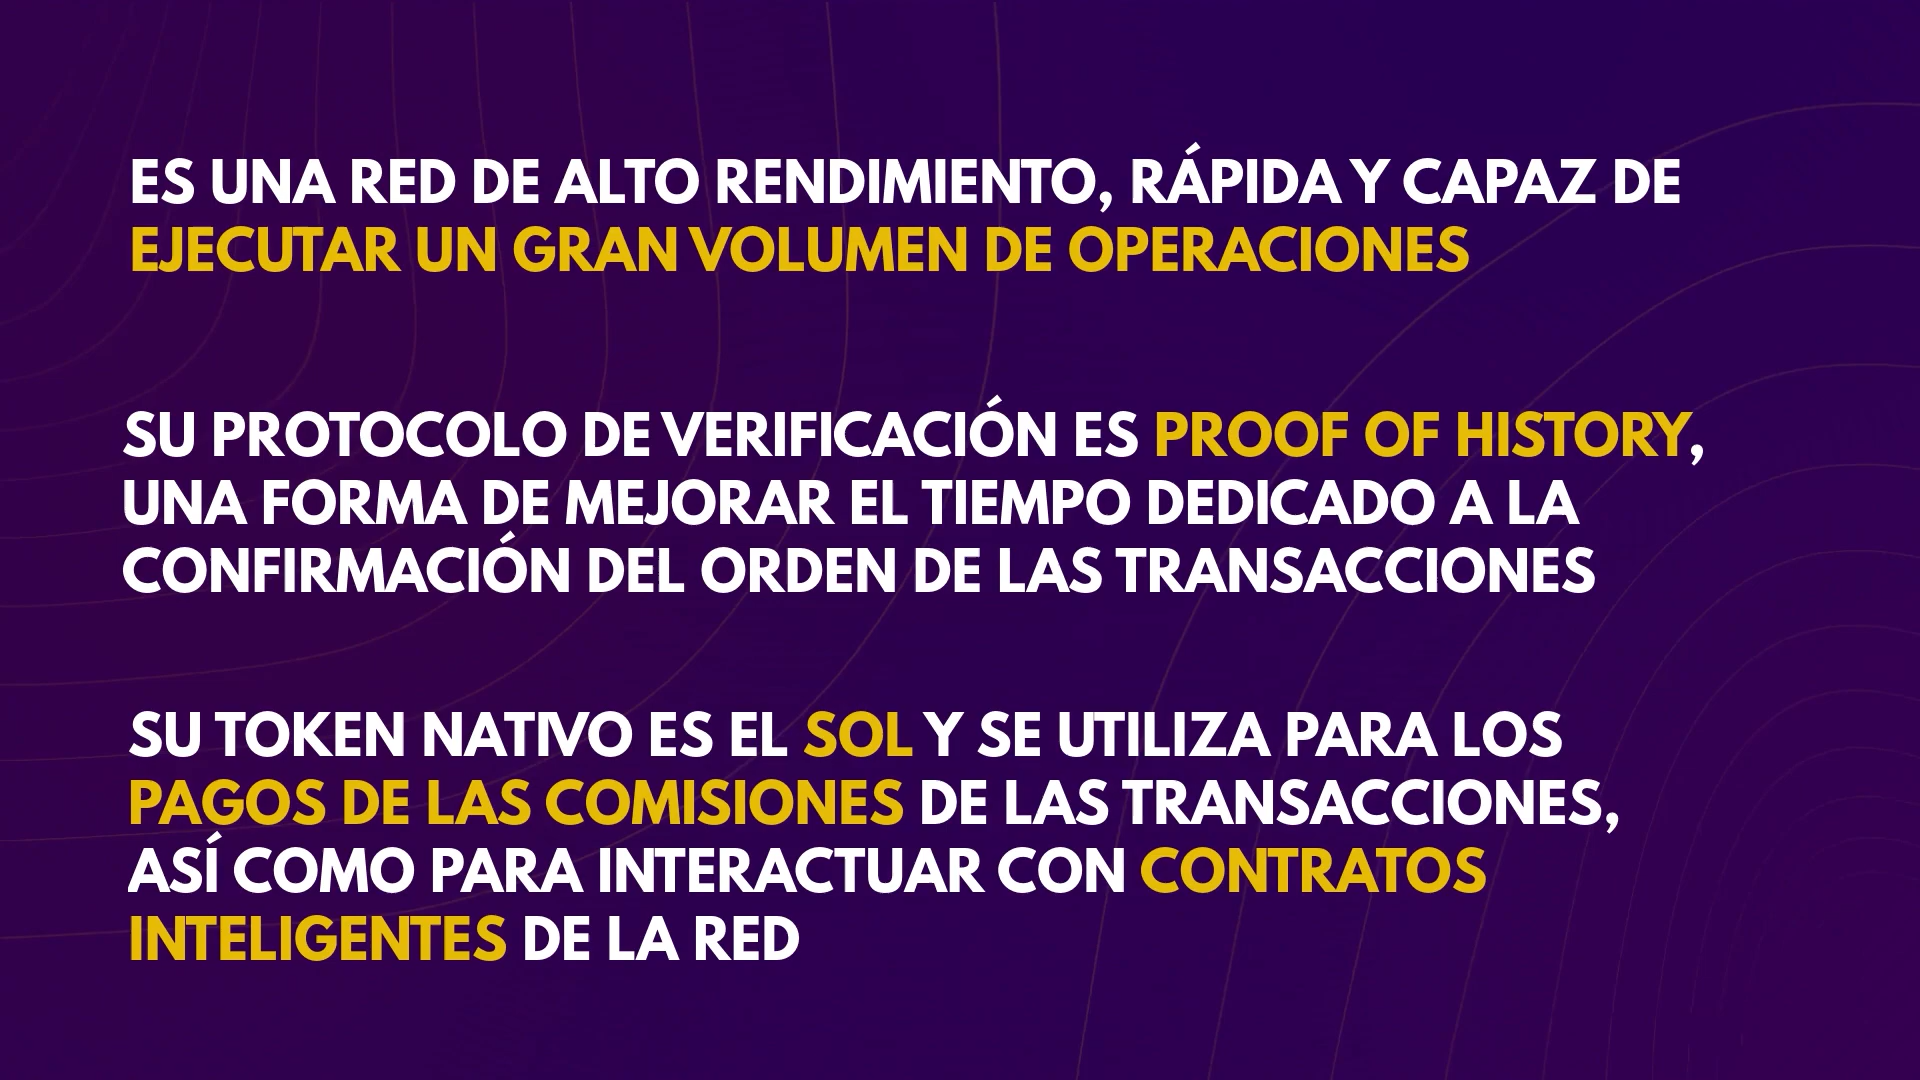 ES UNA RED DE ALTO RENDIMIENTO, RÁPIDA Y CAPAZ DE
EJECUTAR UN GRAN VOLUMEN DE OPERACIONES
SU PROTOCOLO DE VERIFICACIÓN ES PROOF OF HISTORY,
UNA FORMA DE MEJORAR EL TIEMPO DEDICADO A LA
CONFIRMACIÓN DEL ORDEN DE LAS TRANSACCIONES
SU TOKEN NATIVO ES EL SOL Y SE UTILIZA PARA LOS
PAGOS DE LAS COMISIONES DE LAS TRANSACCIONES,
ASÍ COMO PARA INTERACTUAR CON CONTRATOS
INTELIGENTES DE LA RED